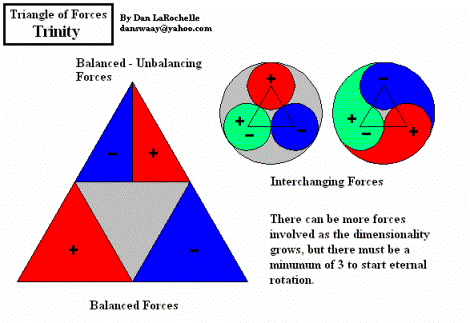 Triangle of Forces
Trinity
By Dan LaRochelle
danswaay@yahoo.com
Balanced - Unbalancing
Forces
- +
+ -
Balanced Forces
+
+ - -
-
+ - +
Interchanging Forces
There can be more forces
involved as the dimensionality
grows, but there must be a
minumum of 3 to start eternal
rotation.